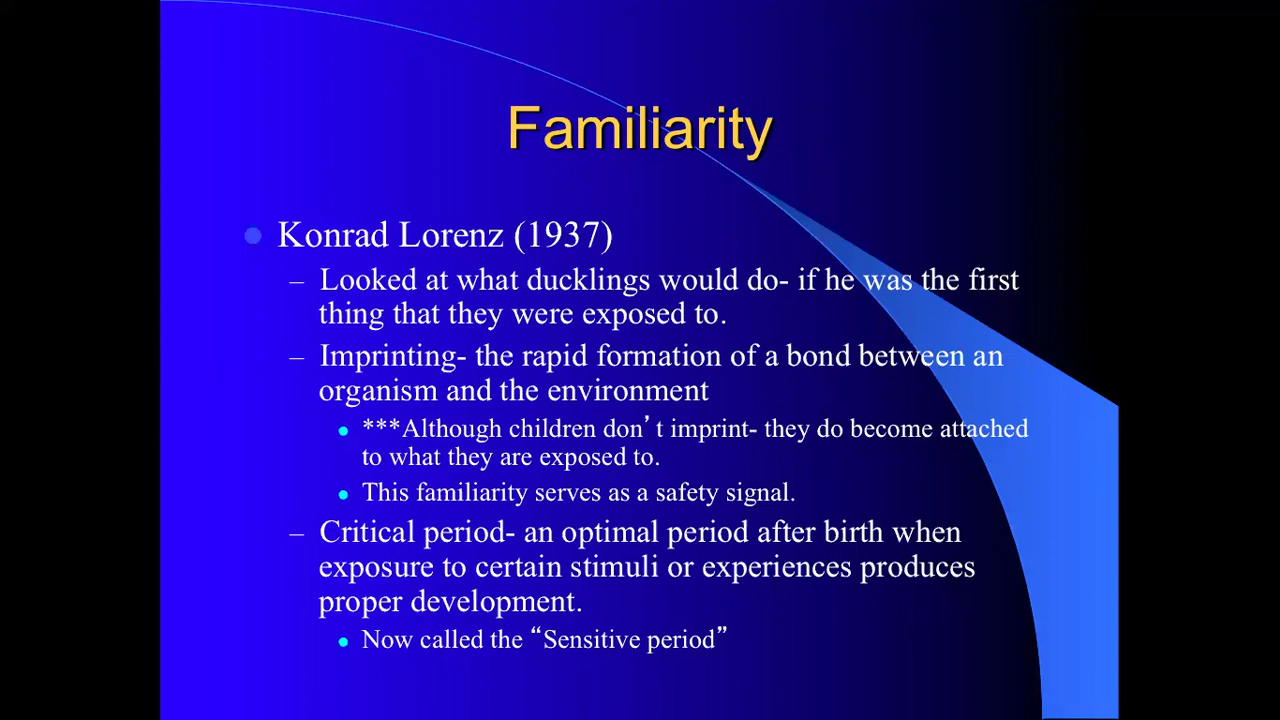 Familiarity
Konrad Lorenz (1937)
– Looked at what ducklings would do- if he was the first
thing that they were exposed to.
– Imprinting- the rapid formation of a bond between an
organism and the environment
***Although children don’t imprint- they do become attached
to what they are exposed to.
This familiarity serves as a safety signal.
– Critical period- an optimal period after birth when
exposure to certain stimuli or experiences produces
proper development.
Now called the “Sensitive period”